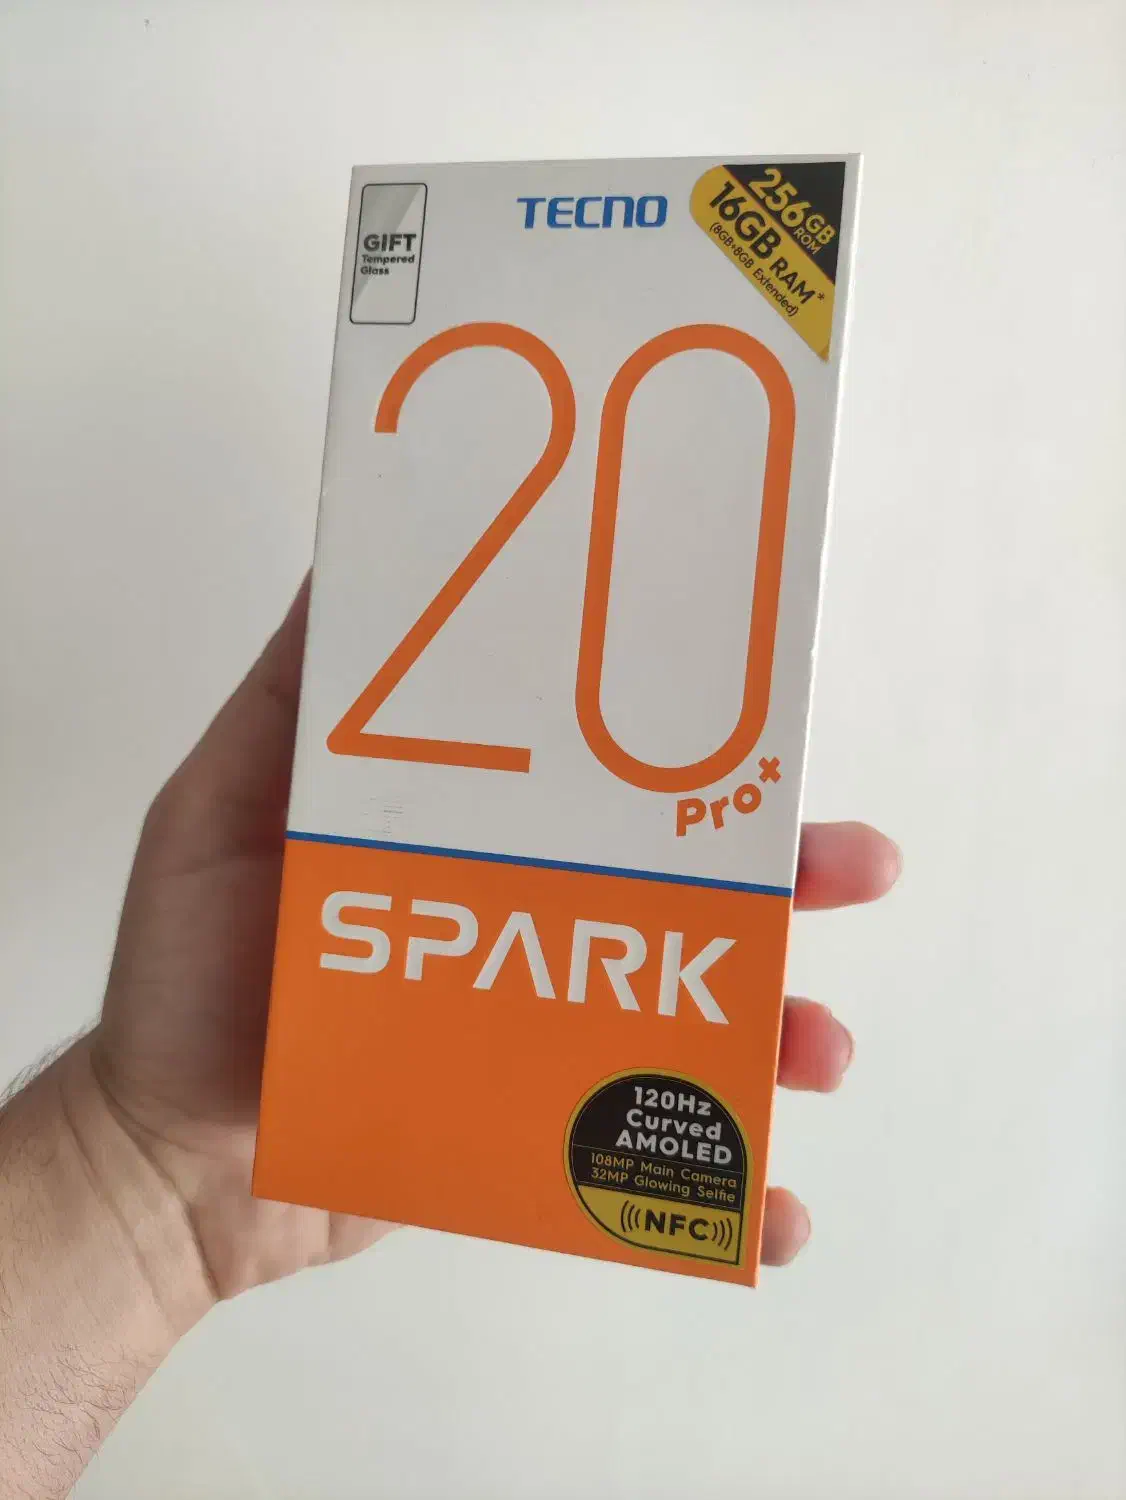 GIFT
Tempered
Glass
TECNO
256GB
ROM
16GB RAM*
(8GB+8GB Extended)
20
Pro+
SPARK
120Hz
Curved
AMOLED
108MP Main Camera
32MP Glowing Selfie
(((NFC)))